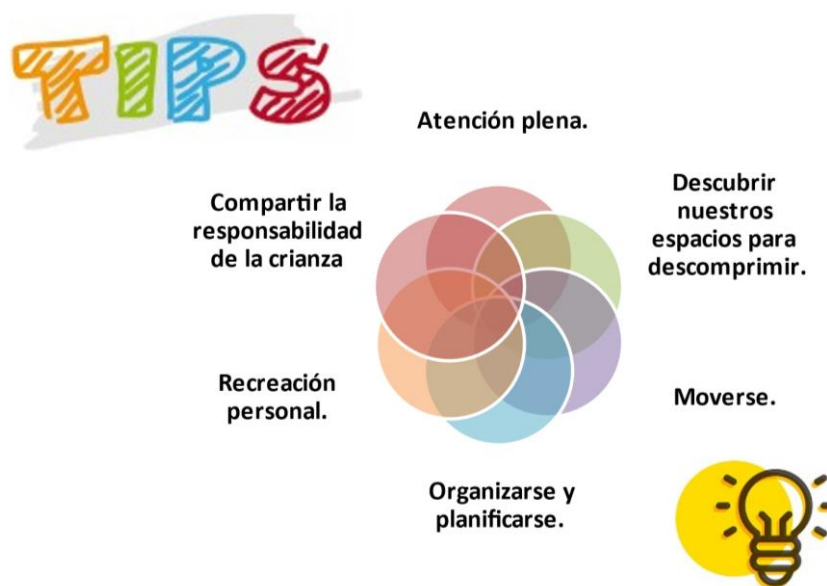 TIPS
Atención plena.
Descubrir
nuestros
espacios para
descomprimir.
Moverse.
Organizarse y
planificarse.
Recreación
personal.
Compartir la
responsabilidad
de la crianza